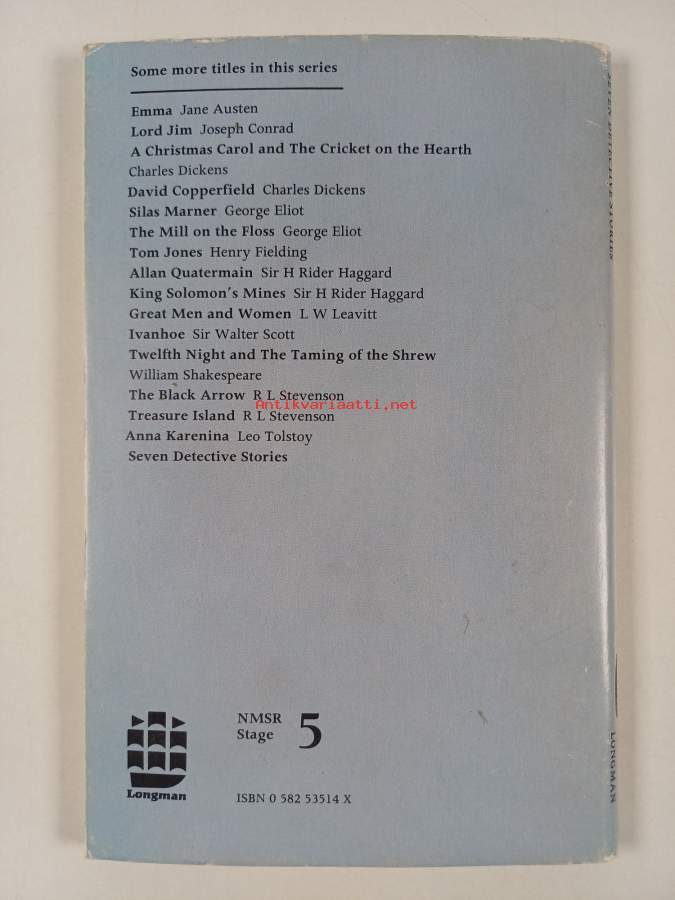 Some more titles in this series
Emma Jane Austen
Lord Jim Joseph Conrad
A Christmas Carol and The Cricket on the Hearth
Charles Dickens
David Copperfield Charles Dickens
Silas Marner George Eliot
The Mill on the Floss George Eliot
Tom Jones Henry Fielding
Allan Quatermain Sir H Rider Haggard
King Solomon's Mines Sir H Rider Haggard
Great Men and Women L W Leavitt
Ivanhoe Sir Walter Scott
Twelfth Night and The Taming of the Shrew
William Shakespeare
The Black Arrow R L Stevenson
Antikvariaatti.net
Treasure Island R L Stevenson
Anna Karenina Leo Tolstoy
Seven Detective Stories
NMSR
Stage 5
Longman
ISBN 0 582 53514 X
SEVEN DETECTIVE STORIES
LONGMAN